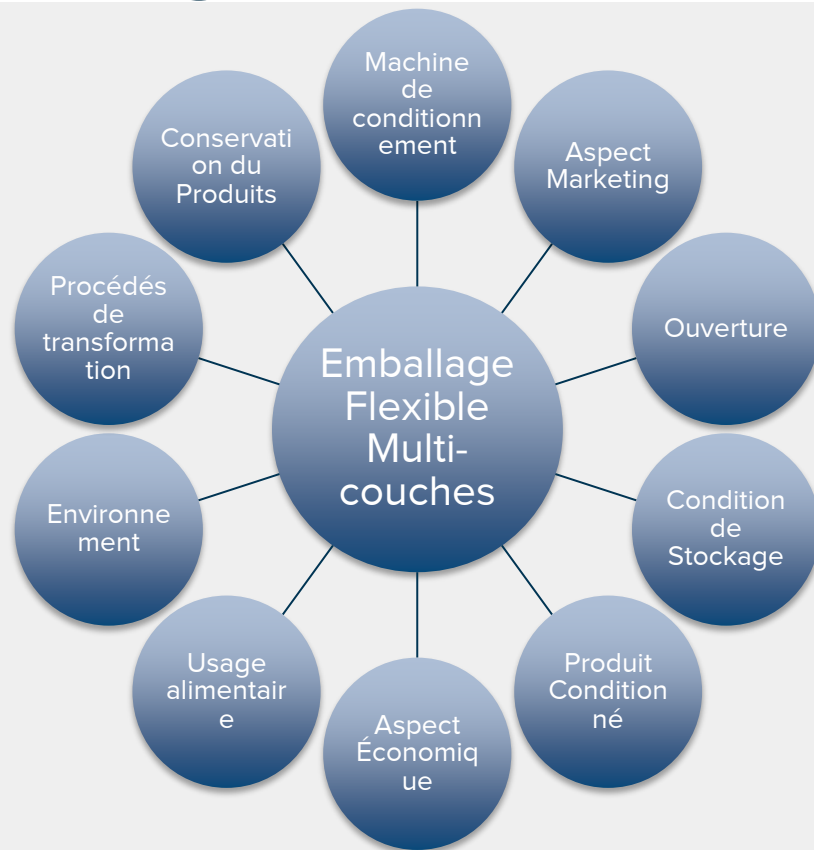 Machine
de
conditionn
ement
Aspect
Marketing
Ouverture
Condition
de
Stockage
Produit
Condition
né
Aspect
Économiq
ue
Usage
alimentair
e
Environne
ment
Procédés
de
transforma
tion
Conservati
on du
Produits
Emballage
Flexible
Multi-
couches